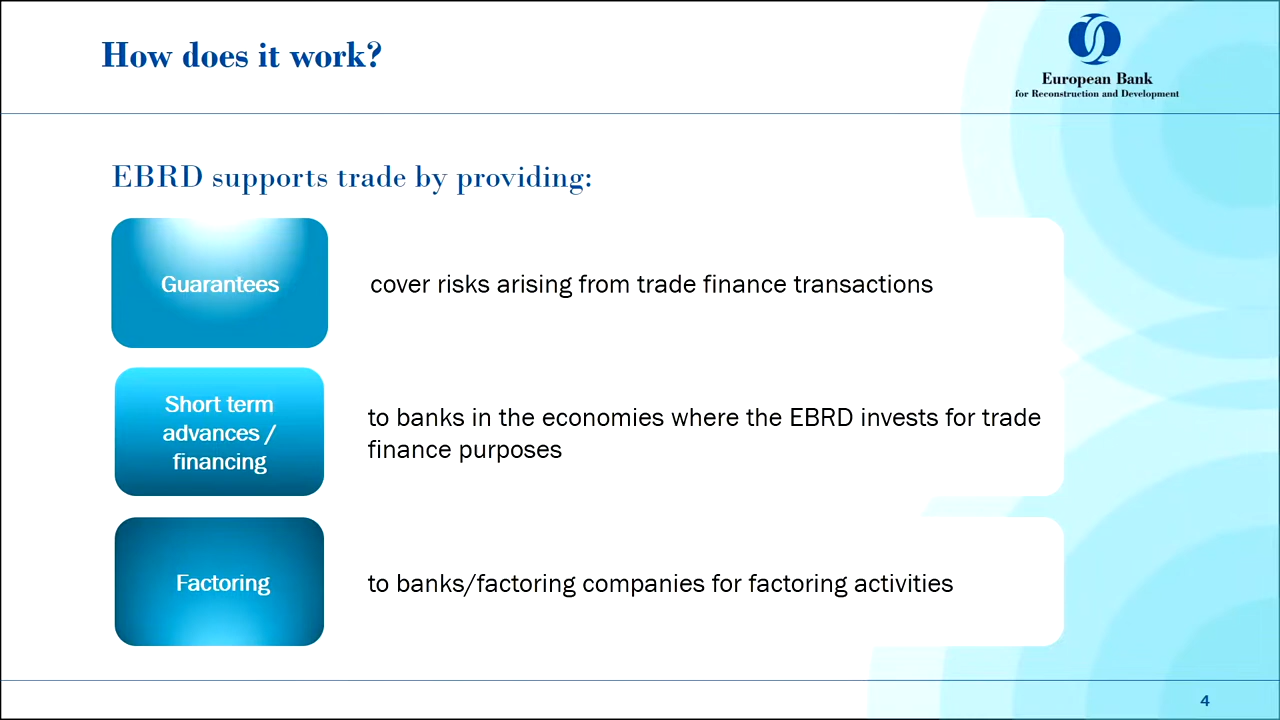 How does it work?
European Bank
for Reconstruction and Development
EBRD supports trade by providing:
Guarantees
cover risks arising from trade finance transactions
Short term
advances /
financing
to banks in the economies where the EBRD invests for trade
finance purposes
Factoring
to banks/factoring companies for factoring activities
4